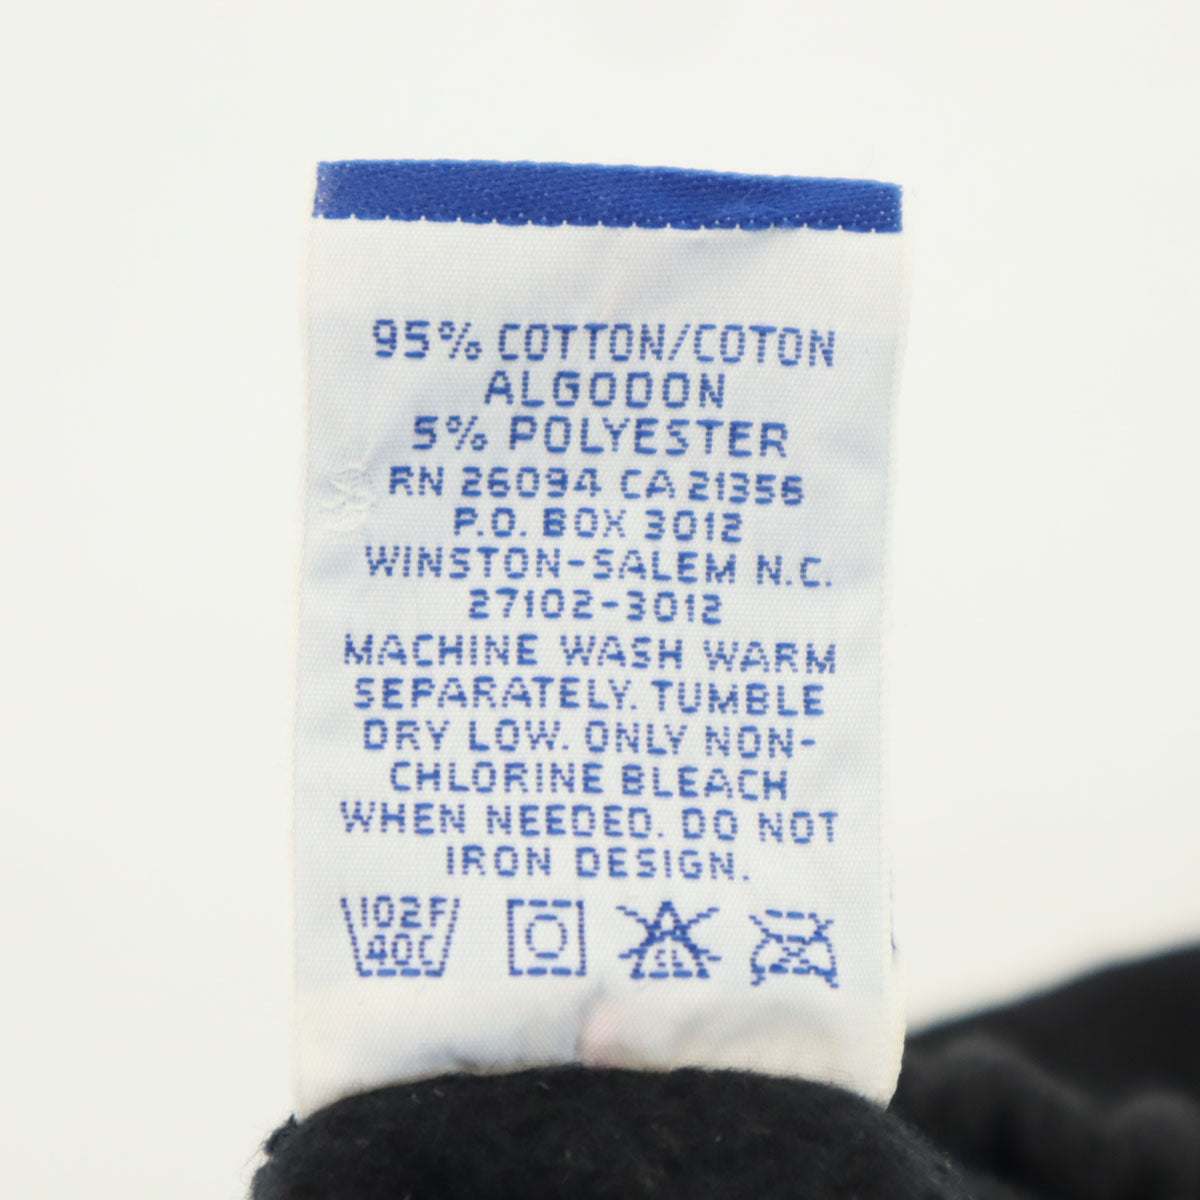 95% COTTON/COTON
ALGODON
5% POLYESTER
RN 26094 CA 21356
P.O. BOX 3012
WINSTON-SALEM N.C.
27102-3012
MACHINE WASH WARM
SEPARATELY. TUMBLE
DRY LOW. ONLY NON-
CHLORINE BLEACH
WHEN NEEDED. DO NOT
IRON DESIGN.
102F
40C CL